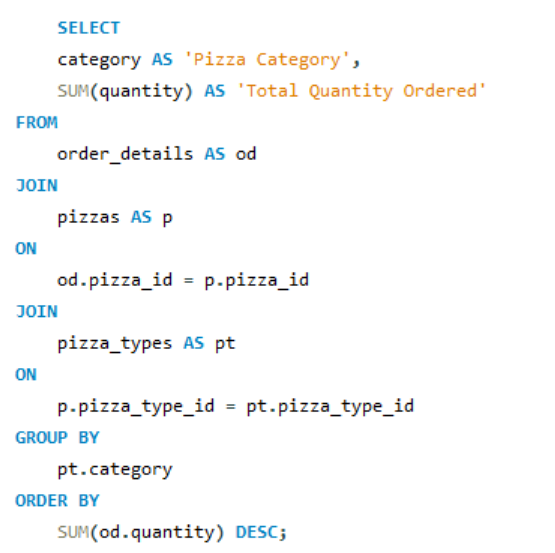 SELECT
category AS 'Pizza Category',
SUM(quantity) AS 'Total Quantity Ordered'
FROM
order_details AS od
JOIN
pizzas AS p
ON
od.pizza_id = p.pizza_id
JOIN
pizza_types AS pt
ON
p.pizza_type_id = pt.pizza_type_id
GROUP BY
pt.category
ORDER BY
SUM(od.quantity) DESC;